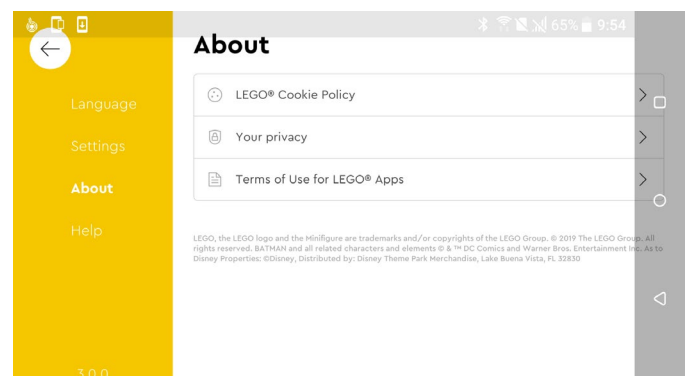 65% 9:54
About
Language
Settings
About
Help
LEGO® Cookie Policy
Your privacy
Terms of Use for LEGO® Apps
LEGO, the LEGO logo and the Minifigure are trademarks and/or copyrights of the LEGO Group. © 2019 The LEGO Group. All
rights reserved. BATMAN and all related characters and elements © & ™ DC Comics and Warner Bros. Entertainment Inc. As to
Disney Properties: ©Disney, Distributed by: Disney Theme Park Merchandise, Lake Buena Vista, FL 32830
3.0.0